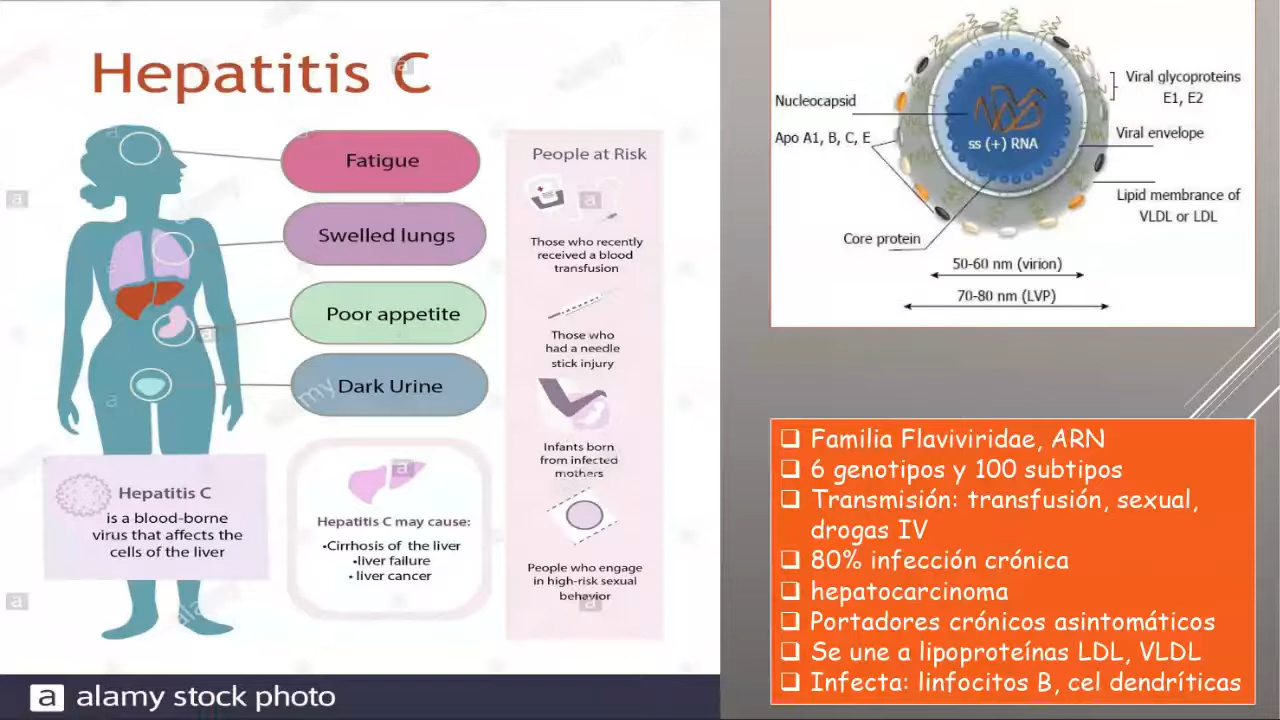 Hepatitis C
Fatigue
Swelled lungs
Poor appetite
Dark Urine
Hepatitis C
is a blood-borne
virus that affects the
cells of the liver
Hepatitis C may cause:
•Cirrhosis of the liver
•liver failure
• liver cancer
People at Risk
Those who recently
received a blood
transfusion
Those who
had a needle
stick injury
Infants born
from infected
mothers
People who engage
in high-risk sexual
behavior
a alamy stock photo
Nucleocapsid
Apo A1, B, C, E
Core protein
ss (+) RNA
Viral glycoproteins
E1, E2
Viral envelope
Lipid membrane of
VLDL or LDL
50-60 nm (virion)
70-80 nm (LVP)
❑ Familia Flaviviridae, ARN
❑ 6 genotipos y 100 subtipos
❑ Transmisión: transfusión, sexual,
drogas IV
❑ 80% infección crónica
❑ hepatocarcinoma
❑ Portadores crónicos asintomáticos
❑ Se une a lipoproteínas LDL, VLDL
❑ Infecta: linfocitos B, cel dendríticas